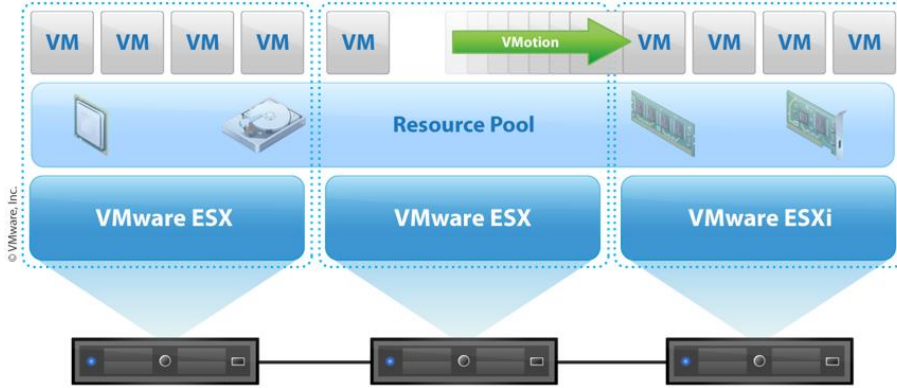 VM VM VM VM VM VMotion VM VM VM VM
Resource Pool
VMware ESX VMware ESX VMware ESXi
© VMware, Inc.